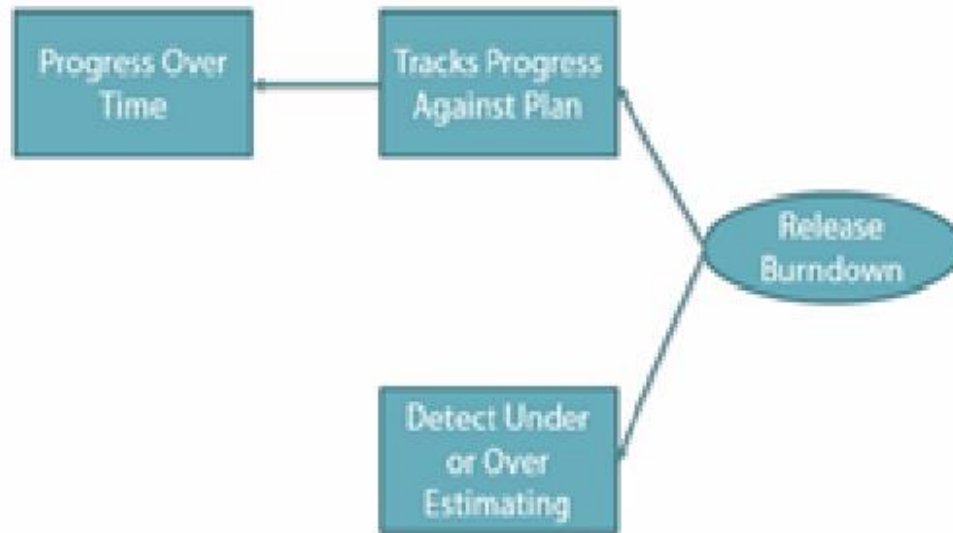 Progress Over
Time
Tracks Progress
Against Plan
Release
Burndown
Detect Under
or Over
Estimating